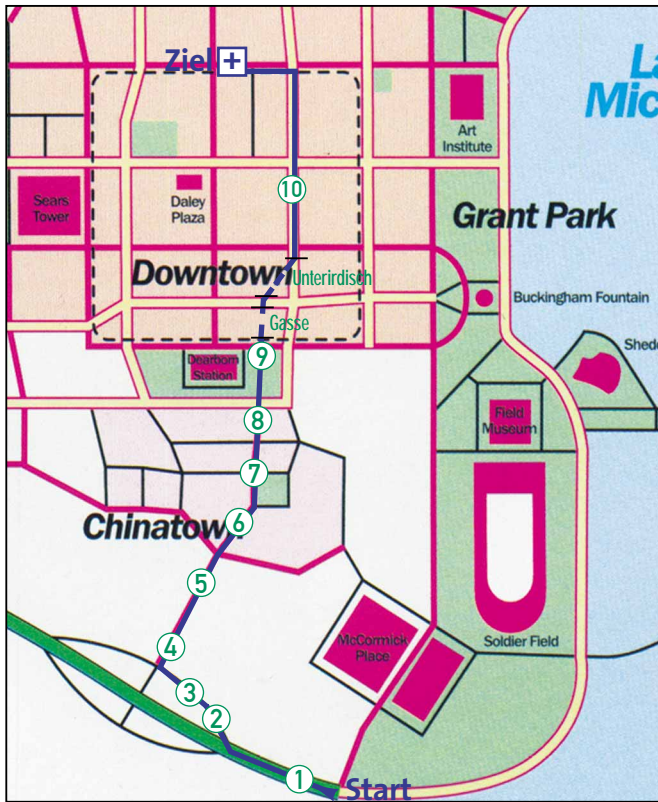 Ziel
+
La
Mic
Art
Institute
10
Sears
Tower
Daley
Plaza
Grant Park
Downtown
Unterirdisch
Buckingham Fountain
Gasse
9
Dearborn
Station
Shed
8
Field
Museum
7
Chinatown
6
5
4
McCormick
Place
Soldier Field
3
2
1
Start